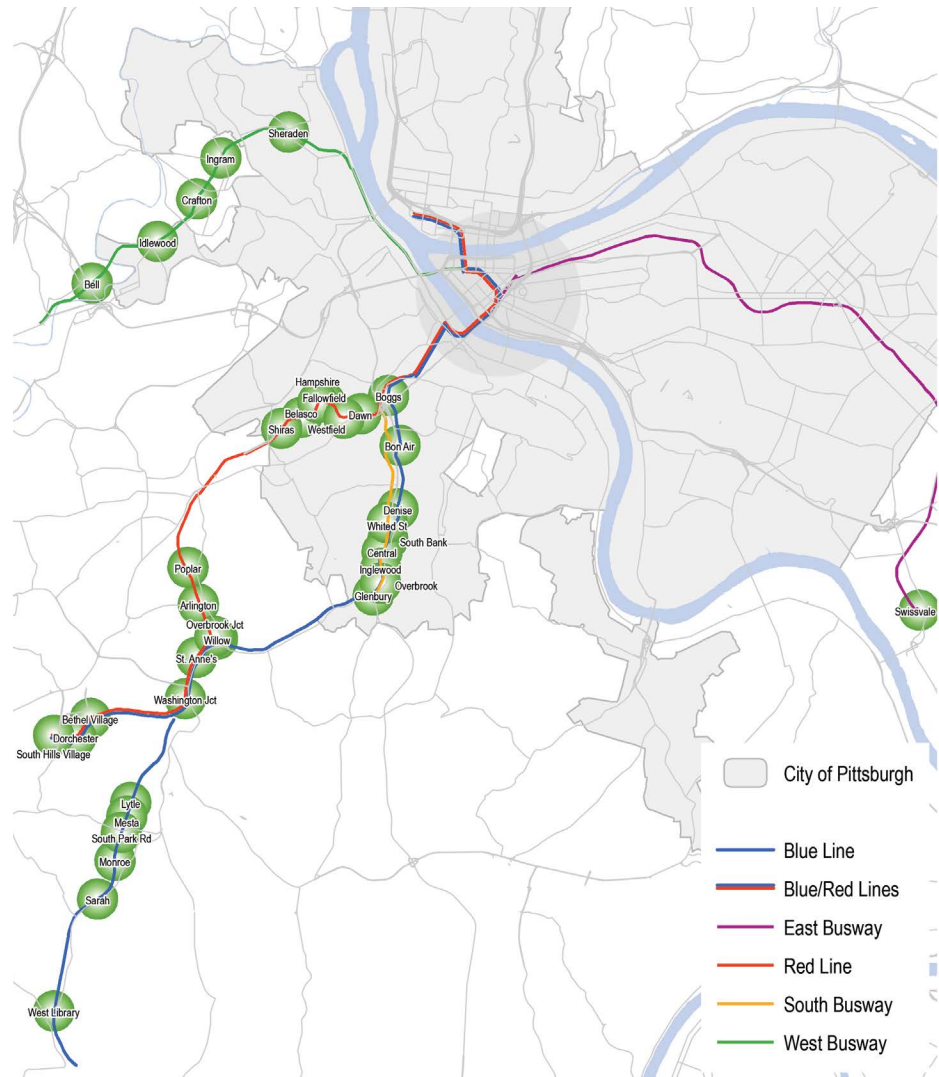 Sheraden
Ingram
Crafton
Idlewood
Bell
Hampshire
Fallowfield
Boggs
Belasco
Dawn
Shiras
Westfield
Bon Air
Denise
Whited St
South Bank
Central
Inglewood
Overbrook
Glenbury
Poplar
Arlington
Swissvale
Overbrook Jct
Willow
St. Anne's
Washington Jct
Bethel Village
Dorchester
South Hills Village
Lytle
Mesta
South Park Rd
Monroe
Sarah
West Library
City of Pittsburgh
Blue Line
Blue/Red Lines
East Busway
Red Line
South Busway
West Busway